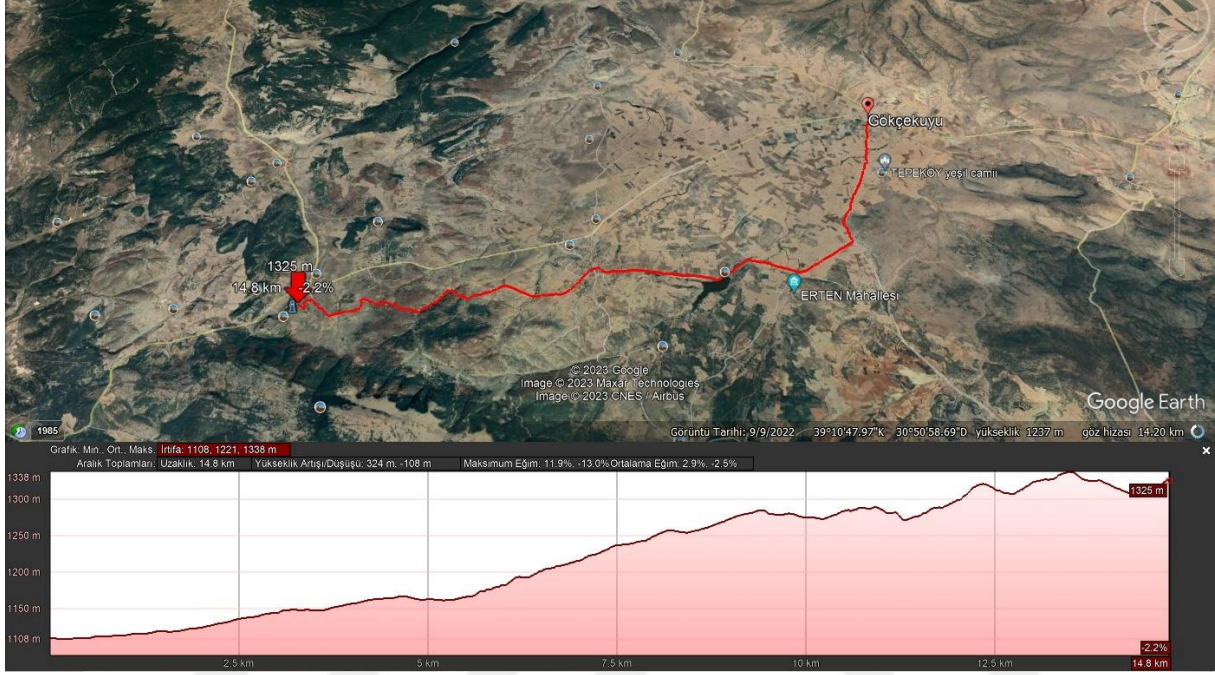 Gökçekuyu
TEPEKÖY yeşil camii
1325 m
14.8 km
-2.2%
ERTEN Mahallesi
© 2023 Google
Image © 2023 Maxar Technologies
Image © 2023 CNES / Airbus
Google Earth
1985
Görüntü Tarihi: 9/9/2022 39°10'47.97"K 30°50'58.69"D yükseklik 1237 m göz hizası 14.20 km
Grafik: Min., Ort., Maks. İrtifa: 1108, 1221, 1338 m
Aralık Toplamları: Uzaklık: 14.8 km Yükseklik Artışı/Düşüşü: 324 m, -108 m Maksimum Eğim: 11.9%, -13.0% Ortalama Eğim: 2.9%, -2.5%
1338 m
1300 m
1250 m
1200 m
1150 m
1108 m
1325 m
-2.2%
2.5 km 5 km 7.5 km 10 km 12.5 km 14.8 km